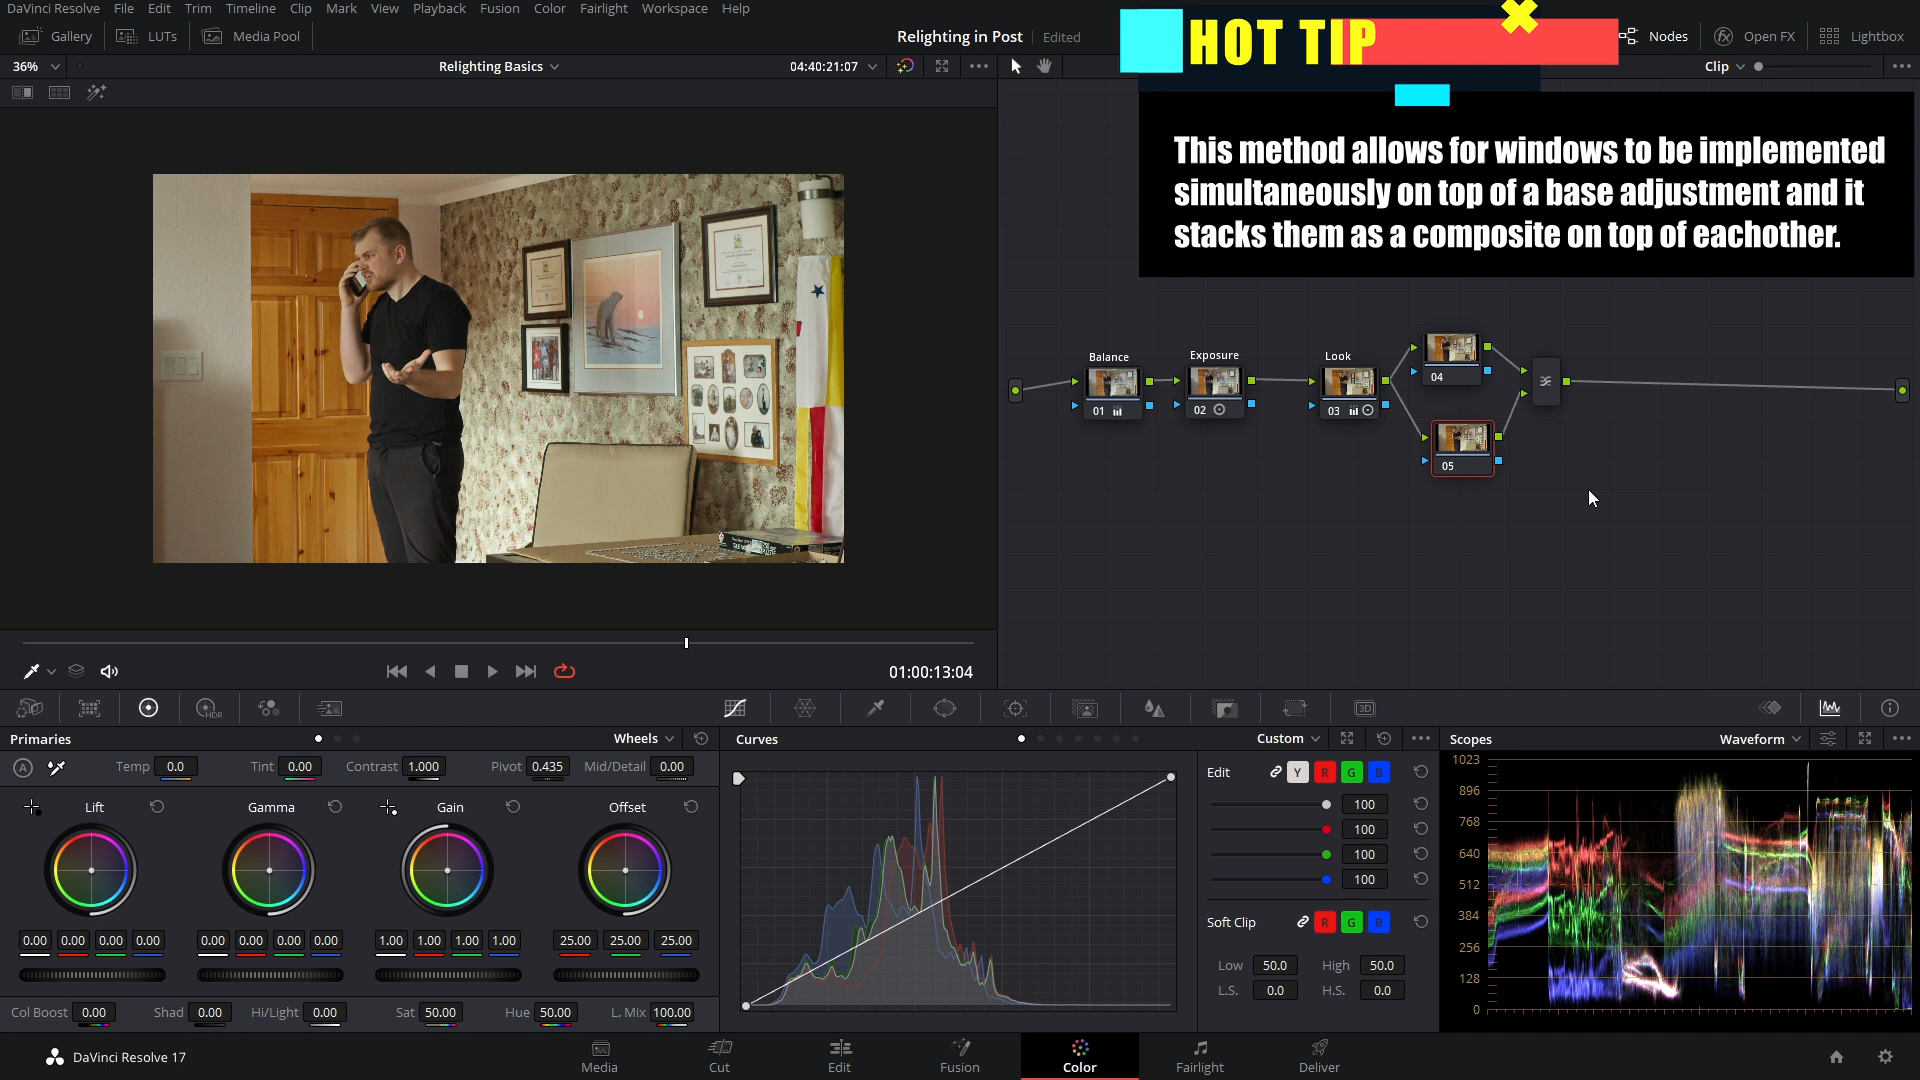 DaVinci Resolve File Edit Trim Timeline Clip Mark View Playback Fusion Color Fairlight Workspace Help
Gallery LUTs Media Pool Relighting in Post Edited HOT TIP Nodes Open FX Lightbox
36% Relighting Basics 04:40:21:07 Clip
This method allows for windows to be implemented
simultaneously on top of a base adjustment and it
stacks them as a composite on top of eachother.
Balance Exposure Look
04
01 02 03
05
01:00:13:04
HDR 3D
Primaries Wheels Curves Custom Scopes Waveform
A Temp 0.0 Tint 0.00 Contrast 1.000 Pivot 0.435 Mid/Detail 0.00
Lift Gamma Gain Offset
0.00 0.00 0.00 0.00 0.00 0.00 0.00 0.00 1.00 1.00 1.00 1.00 25.00 25.00 25.00
Col Boost 0.00 Shad 0.00 Hi/Light 0.00 Sat 50.00 Hue 50.00 L. Mix 100.00
Edit Y R G B
100
100
100
100
Soft Clip R G B
Low 50.0 High 50.0
L.S. 0.0 H.S. 0.0
1023
896
768
640
512
384
256
128
0
DaVinci Resolve 17 Media Cut Edit Fusion Color Fairlight Deliver